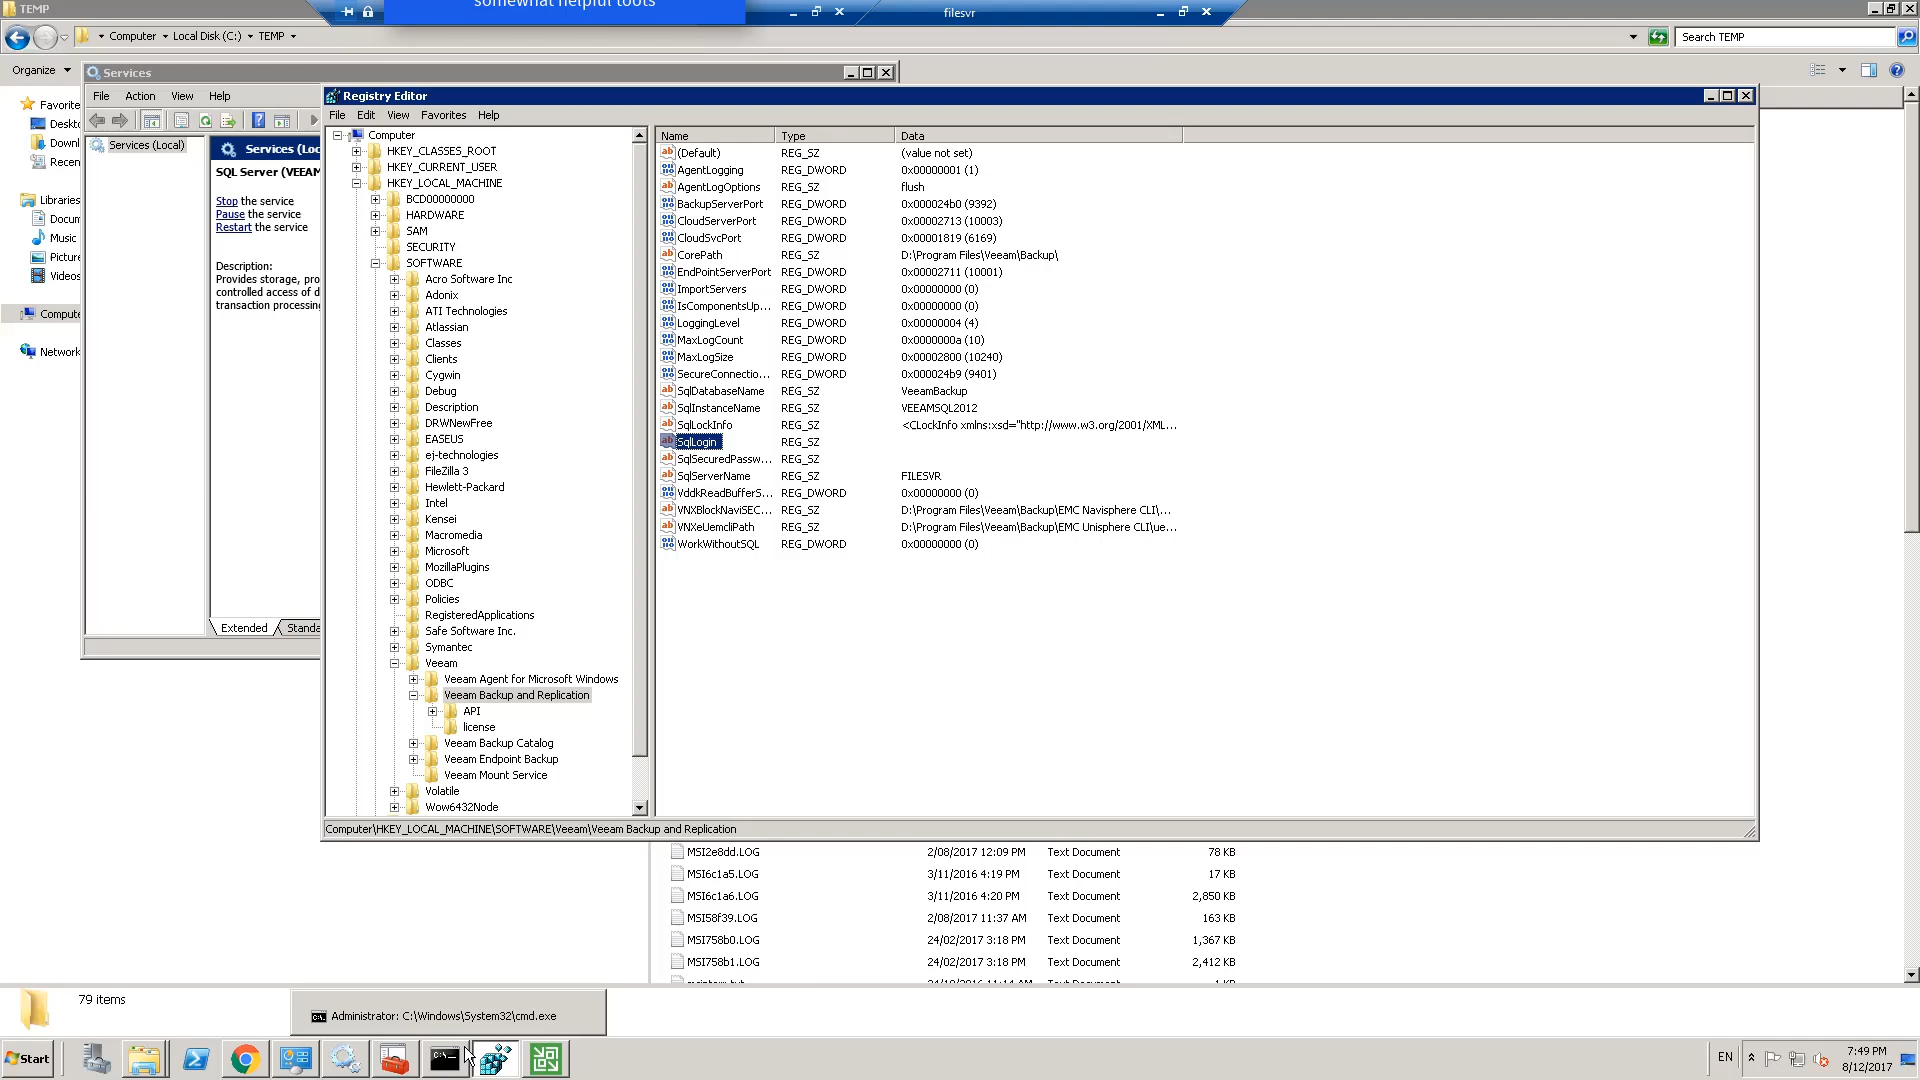 TEMP
somewhat helpful tools
filesvr
Computer
Local Disk (C:)
TEMP
Search TEMP
Organize
Services
File
Action
View
Help
Favorite
Deskto
Down
Recen
Libraries
Docum
Music
Picture
Videos
Compute
Network
Services (Local)
Services (Loc
SQL Server (VEEAM
Stop the service
Pause the service
Restart the service
Description:
Provides storage, pro
controlled access of d
transaction processing
Extended
Standa
Registry Editor
File
Edit
View
Favorites
Help
Computer
HKEY_CLASSES_ROOT
HKEY_CURRENT_USER
HKEY_LOCAL_MACHINE
BCD00000000
HARDWARE
SAM
SECURITY
SOFTWARE
Acro Software Inc
Adonix
ATI Technologies
Atlassian
Classes
Clients
Cygwin
Debug
Description
DRWNewFree
EASEUS
ej-technologies
FileZilla 3
Hewlett-Packard
Intel
Kensei
Macromedia
Microsoft
MozillaPlugins
ODBC
Policies
RegisteredApplications
Safe Software Inc.
Symantec
Veeam
Veeam Agent for Microsoft Windows
Veeam Backup and Replication
API
license
Veeam Backup Catalog
Veeam Endpoint Backup
Veeam Mount Service
Volatile
Wow6432Node
Name Type Data
(Default) REG_SZ (value not set)
AgentLogging REG_DWORD 0x00000001 (1)
AgentLogOptions REG_SZ flush
BackupServerPort REG_DWORD 0x000024b0 (9392)
CloudServerPort REG_DWORD 0x00002713 (10003)
CloudSvcPort REG_DWORD 0x00001819 (6169)
CorePath REG_SZ D:\Program Files\Veeam\Backup\
EndPointServerPort REG_DWORD 0x00002711 (10001)
ImportServers REG_DWORD 0x00000000 (0)
IsComponentsUp... REG_DWORD 0x00000000 (0)
LoggingLevel REG_DWORD 0x00000004 (4)
MaxLogCount REG_DWORD 0x0000000a (10)
MaxLogSize REG_DWORD 0x00002800 (10240)
SecureConnectio... REG_DWORD 0x000024b9 (9401)
SqlDatabaseName REG_SZ VeeamBackup
SqlInstanceName REG_SZ VEEAMSQL2012
SqlLockInfo REG_SZ <CLockInfo xmlns:xsd="http://www.w3.org/2001/XML...
SqlLogin REG_SZ
SqlSecuredPassw... REG_SZ
SqlServerName REG_SZ FILESVR
VddkReadBufferS... REG_DWORD 0x00000000 (0)
VNXBlockNaviSEC... REG_SZ D:\Program Files\Veeam\Backup\EMC Navisphere CLI\...
VNXeUemcliPath REG_SZ D:\Program Files\Veeam\Backup\EMC Unisphere CLI\ue...
WorkWithoutSQL REG_DWORD 0x00000000 (0)
Computer\HKEY_LOCAL_MACHINE\SOFTWARE\Veeam\Veeam Backup and Replication
MSI2e8dd.LOG 2/08/2017 12:09 PM Text Document 78 KB
MSI6c1a5.LOG 3/11/2016 4:19 PM Text Document 17 KB
MSI6c1a6.LOG 3/11/2016 4:20 PM Text Document 2,850 KB
MSI58f39.LOG 2/08/2017 11:37 AM Text Document 163 KB
MSI758b0.LOG 24/02/2017 3:18 PM Text Document 1,367 KB
MSI758b1.LOG 24/02/2017 3:18 PM Text Document 2,412 KB
79 items
Administrator: C:\Windows\System32\cmd.exe
Start
EN
7:49 PM
8/12/2017